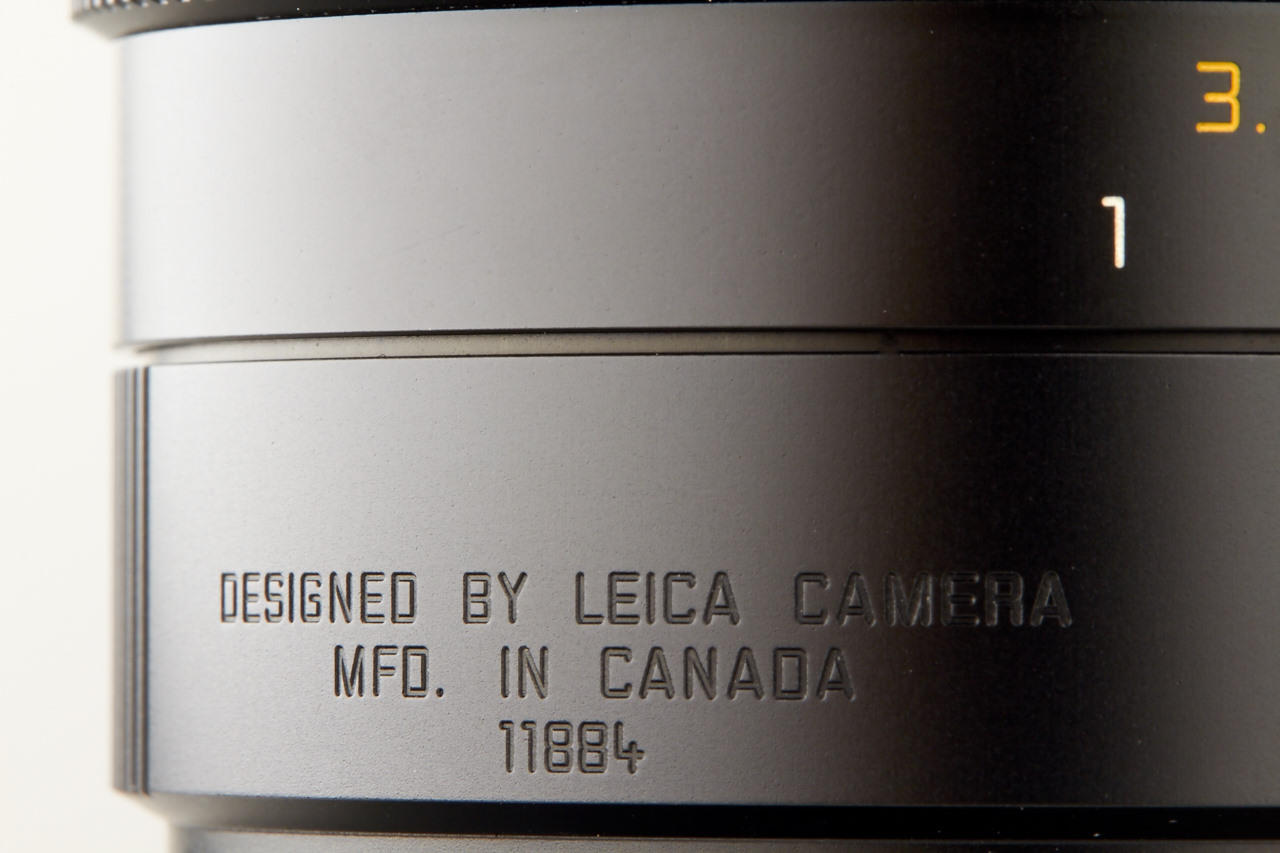 3.
1
DESIGNED BY LEICA CAMERA
MFD. IN CANADA
11884